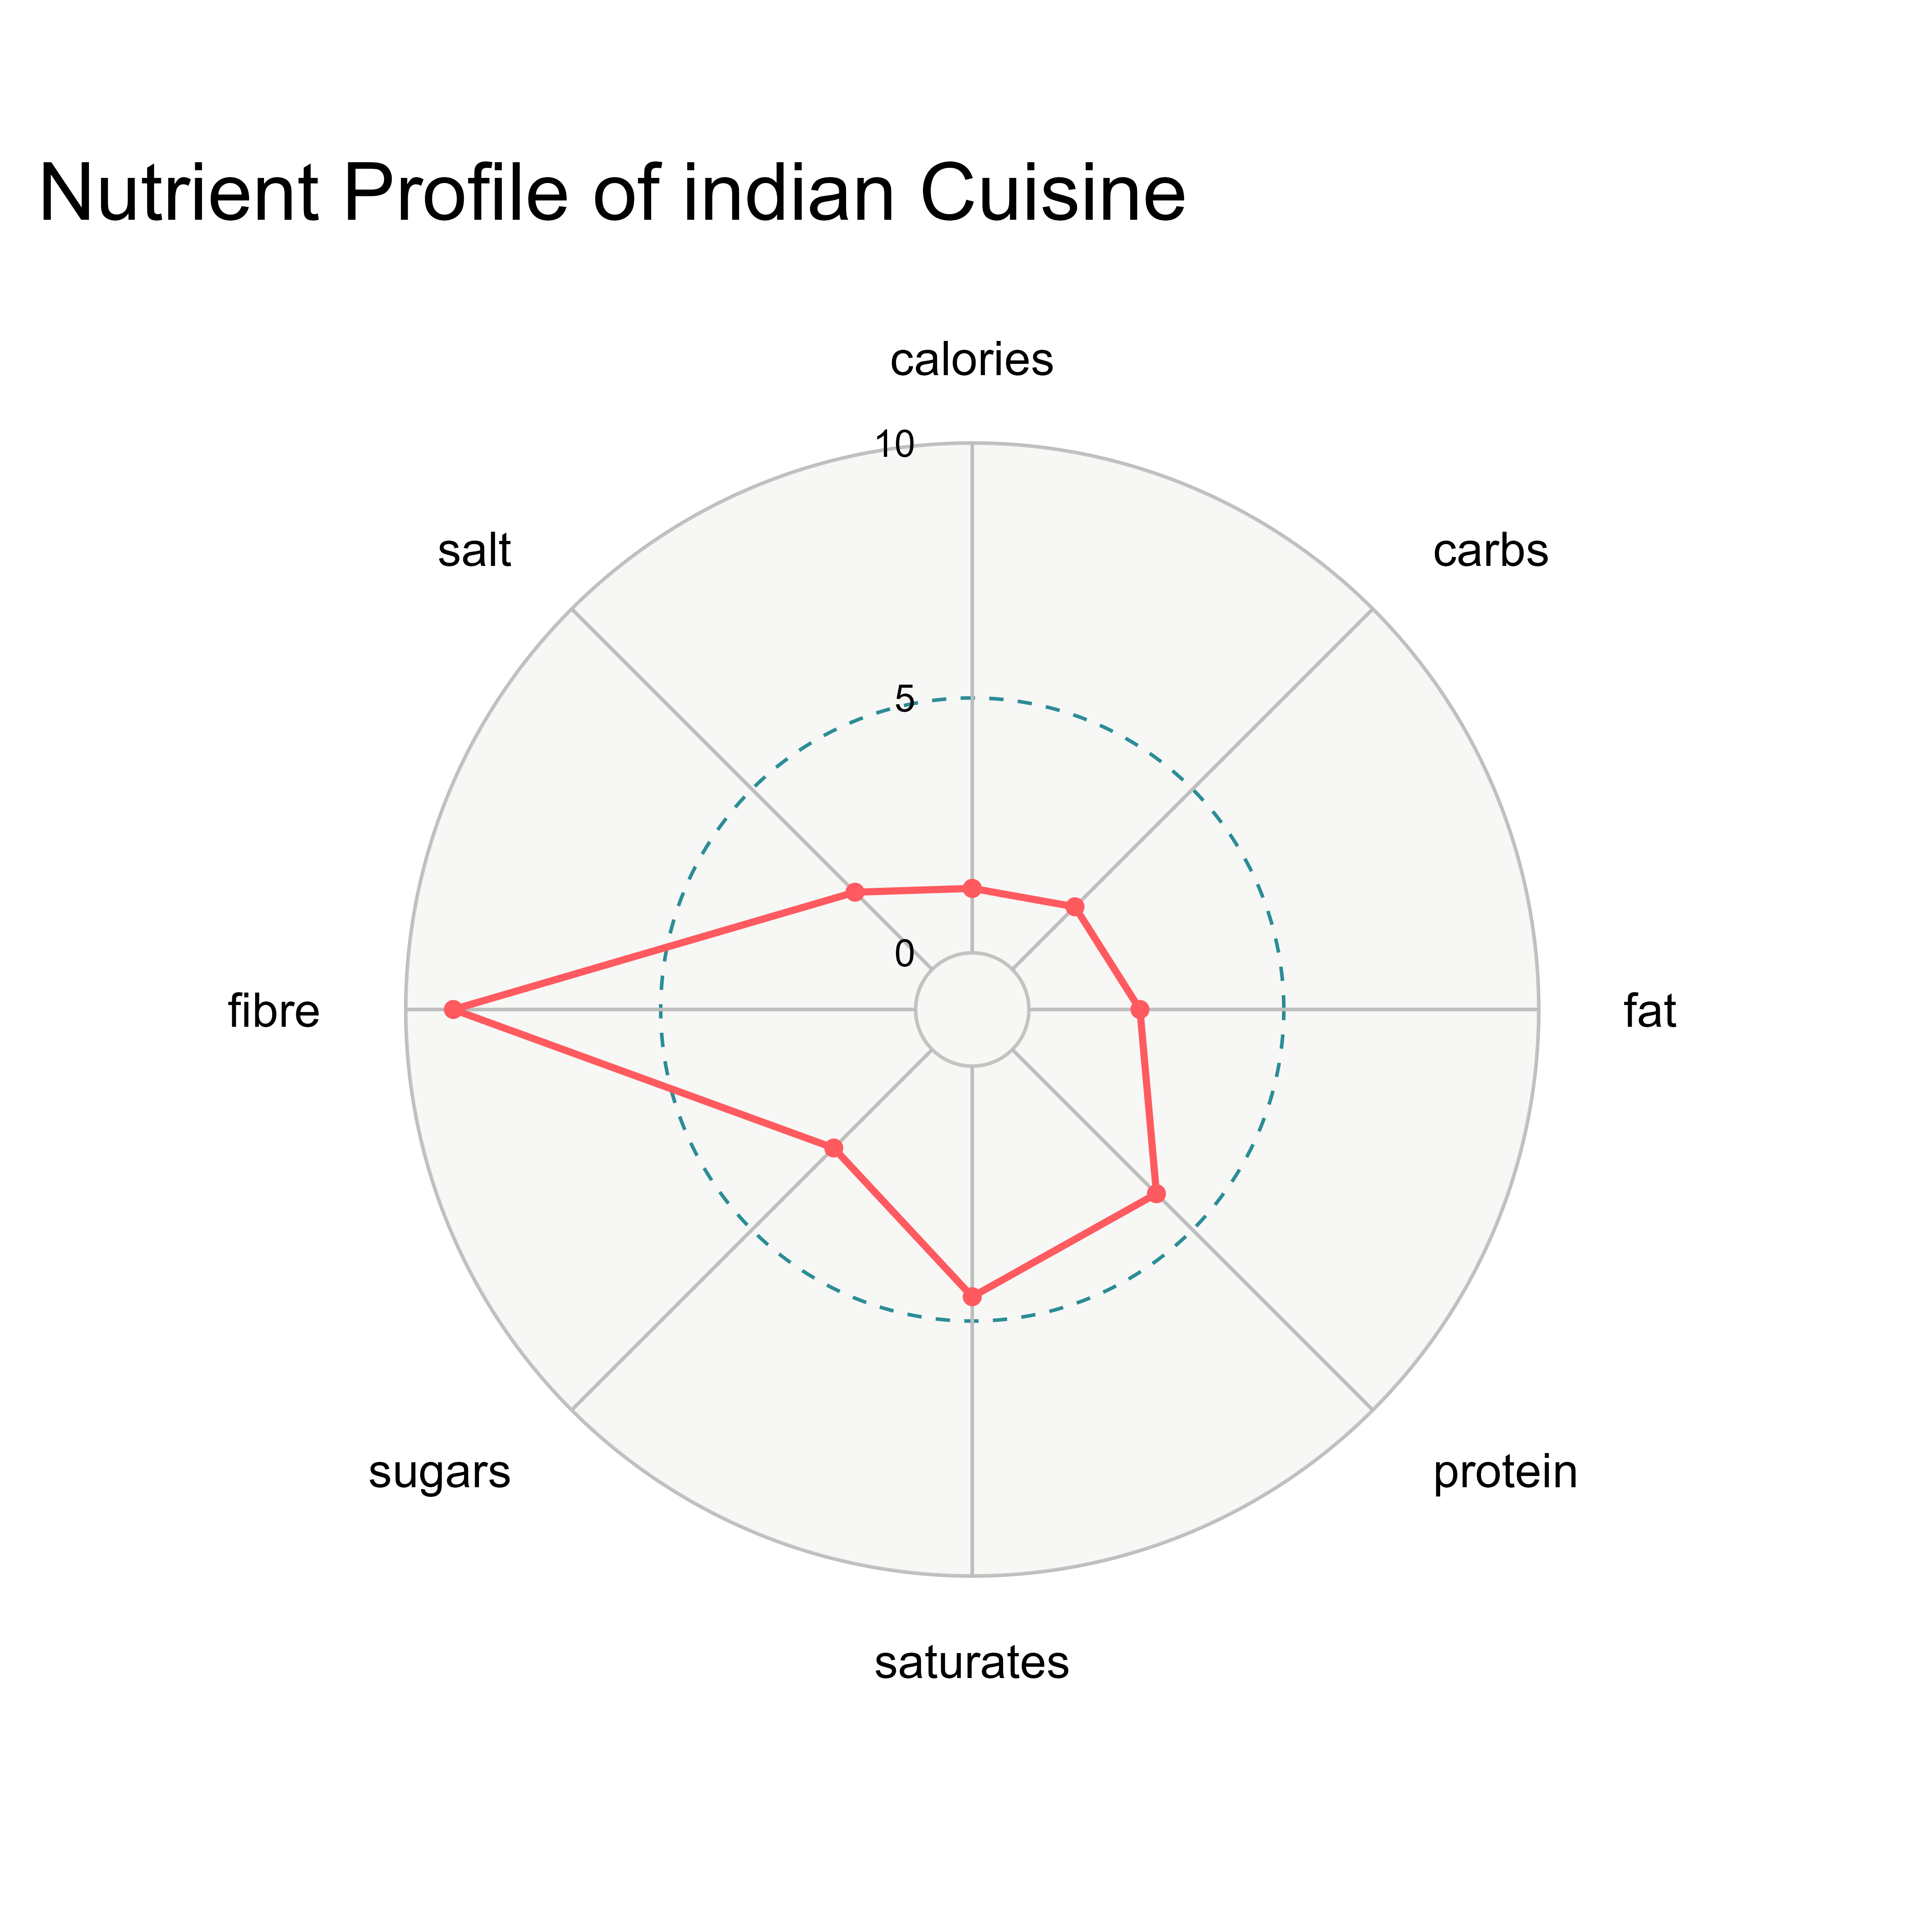 Nutrient Profile of indian Cuisine
calories
10
salt
carbs
5
0
fibre
fat
sugars
protein
saturates